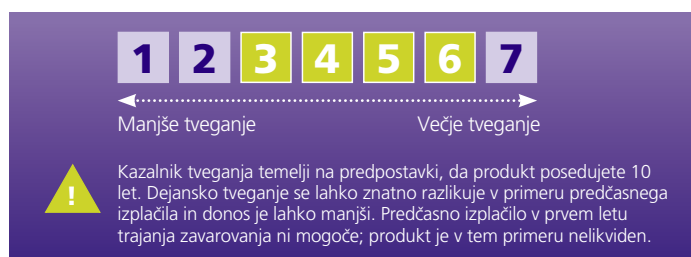 1 2 3 4 5 6 7
Manjše tveganje Večje tveganje
!
Kazalnik tveganja temelji na predpostavki, da produkt posedujete 10
let. Dejansko tveganje se lahko znatno razlikuje v primeru predčasnega
izplačila in donos je lahko manjši. Predčasno izplačilo v prvem letu
trajanja zavarovanja ni mogoče; produkt je v tem primeru nelikviden.